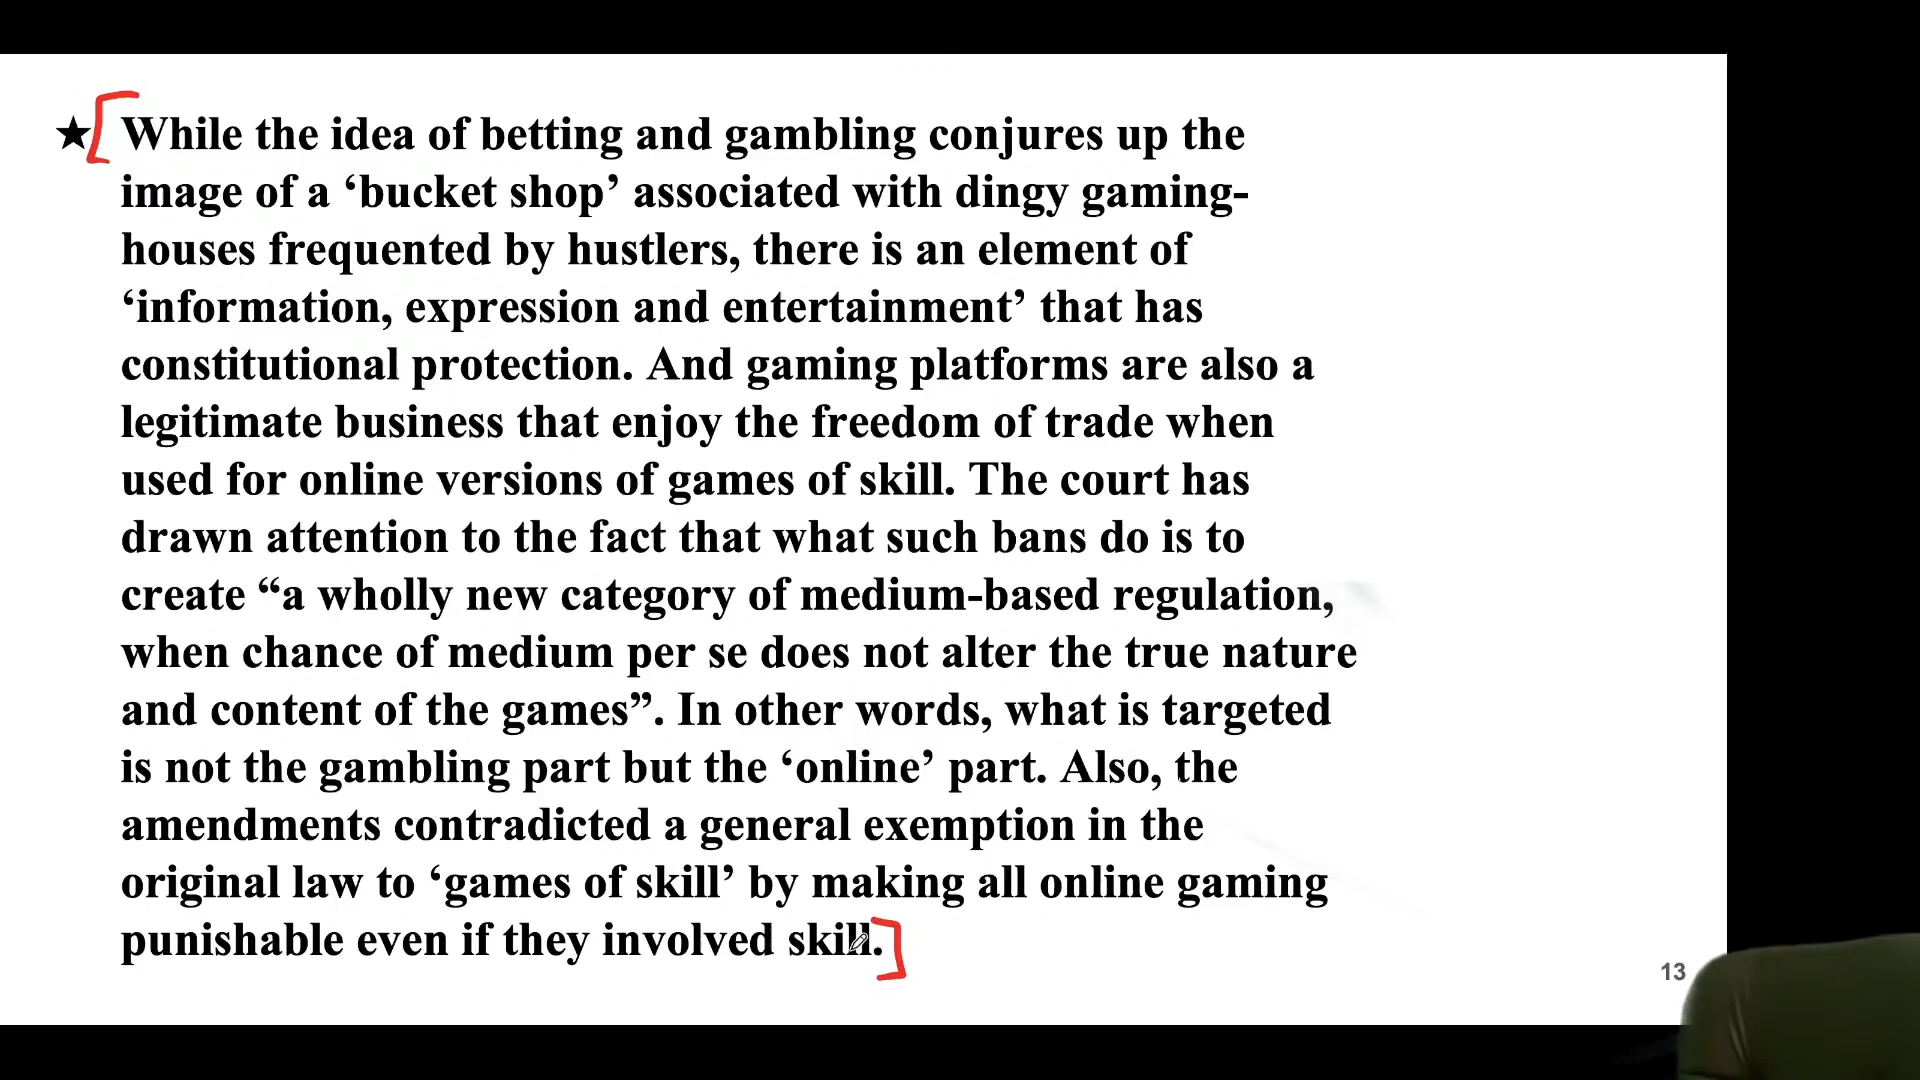 ★ While the idea of betting and gambling conjures up the
image of a ‘bucket shop’ associated with dingy gaming-
houses frequented by hustlers, there is an element of
‘information, expression and entertainment’ that has
constitutional protection. And gaming platforms are also a
legitimate business that enjoy the freedom of trade when
used for online versions of games of skill. The court has
drawn attention to the fact that what such bans do is to
create “a wholly new category of medium-based regulation,
when chance of medium per se does not alter the true nature
and content of the games”. In other words, what is targeted
is not the gambling part but the ‘online’ part. Also, the
amendments contradicted a general exemption in the
original law to ‘games of skill’ by making all online gaming
punishable even if they involved skill.
13